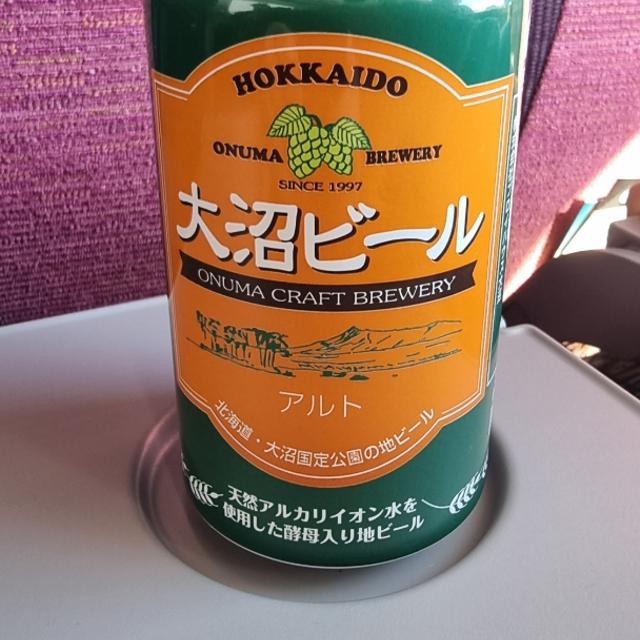 HOKKAIDO
ONUMA BREWERY
SINCE 1997
大沼ビール
ONUMA CRAFT BREWERY
アルト
北海道・大沼国定公園の地ビール
天然アルカリイオン水を
使用した酵母入り地ビール